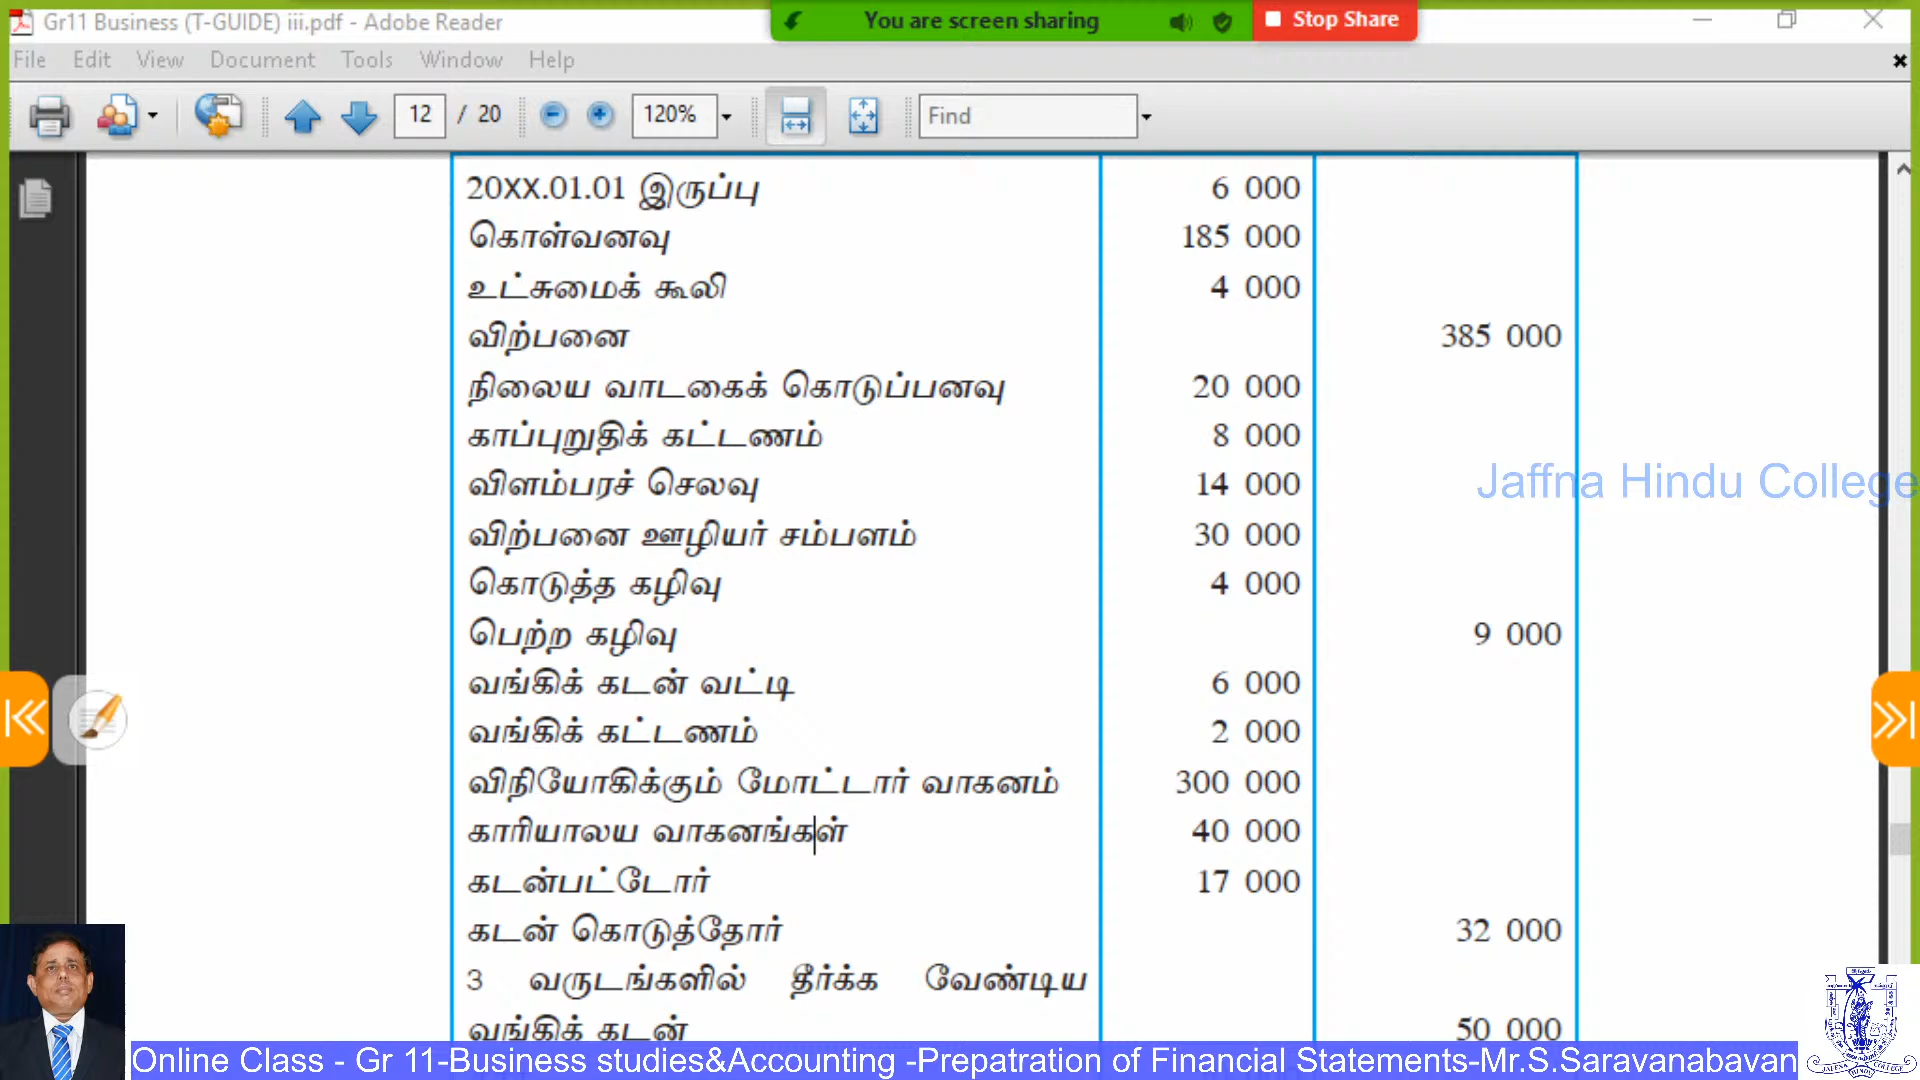 Gr11 Business (T-GUIDE) iii.pdf - Adobe Reader
You are screen sharing
Stop Share
File Edit View Document Tools Window Help
12 / 20 120% Find
20XX.01.01 இருப்பு 6 000
கொள்வனவு 185 000
உட்சுமைக் கூலி 4 000
விற்பனை 385 000
நிலைய வாடகைக் கொடுப்பனவு 20 000
காப்புறுதிக் கட்டணம் 8 000
விளம்பரச் செலவு 14 000
விற்பனை ஊழியர் சம்பளம் 30 000
கொடுத்த கழிவு 4 000
பெற்ற கழிவு 9 000
வங்கிக் கடன் வட்டி 6 000
வங்கிக் கட்டணம் 2 000
விநியோகிக்கும் மோட்டார் வாகனம் 300 000
காரியாலய வாகனங்கள் 40 000
கடன்பட்டோர் 17 000
கடன் கொடுத்தோர் 32 000
3 வருடங்களில் தீர்க்க வேண்டிய
வங்கிக் கடன் 50 000
Jaffna Hindu College
Online Class - Gr 11-Business studies&Accounting -Prepatration of Financial Statements-Mr.S.Saravanabavan